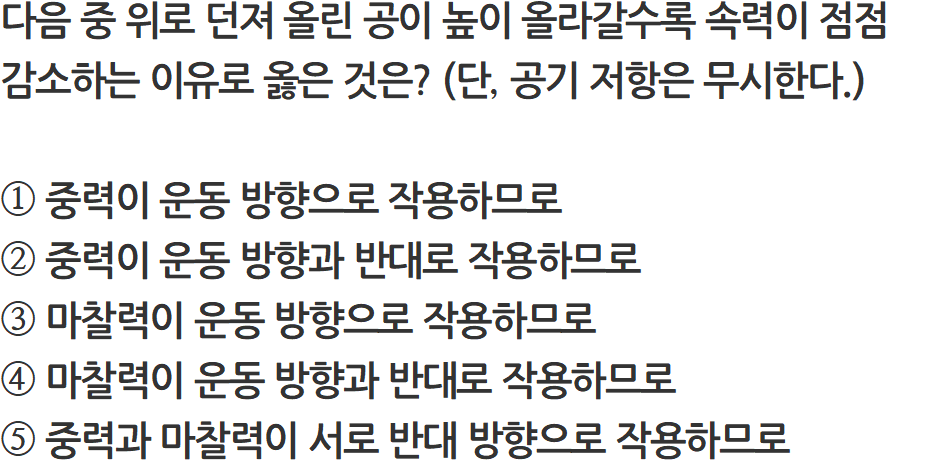 다음 중 위로 던져 올린 공이 높이 올라갈수록 속력이 점점
감소하는 이유로 옳은 것은? (단, 공기 저항은 무시한다.)
① 중력이 운동 방향으로 작용하므로
② 중력이 운동 방향과 반대로 작용하므로
③ 마찰력이 운동 방향으로 작용하므로
④ 마찰력이 운동 방향과 반대로 작용하므로
⑤ 중력과 마찰력이 서로 반대 방향으로 작용하므로